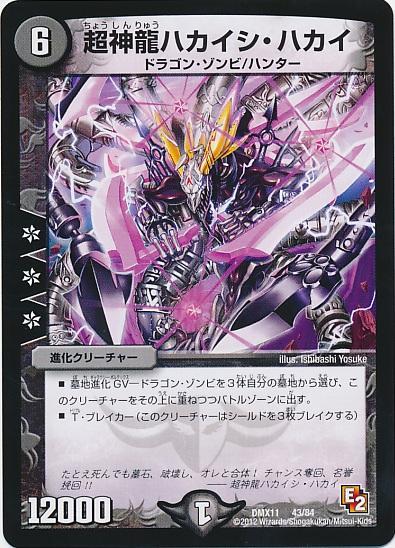 6
ちょうしんりゅう
超神龍ハカイシ・ハカイ
ドラゴン・ゾンビ/ハンター
illus. Ishibashi Yosuke
進化クリーチャー
■ 墓地進化GV―ドラゴン・ゾンビを3体自分の墓地から選び、こ
のクリーチャーをその上に重ねつつバトルゾーンに出す。
■ T・ブレイカー(このクリーチャーはシールドを3枚ブレイクする)
たとえ死んでも墓石、破壊し、オレと合体! チャンス奪回、名誉
挽回!! ―― 超神龍ハカイシ・ハカイ
12000
T
DMX11 43/84
©2012 Wizards/Shogakukan/Mitsui-Kids
E2